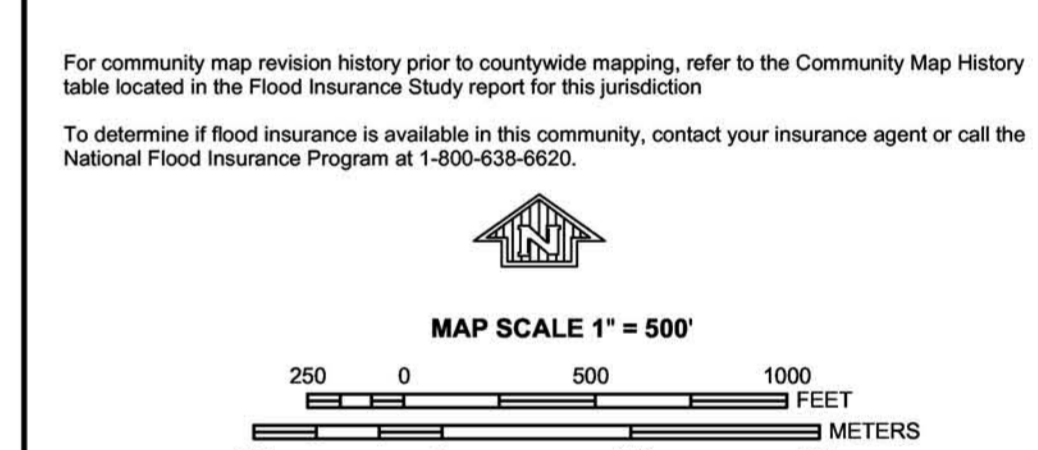 For community map revision history prior to countywide mapping, refer to the Community Map History
table located in the Flood Insurance Study report for this jurisdiction
To determine if flood insurance is available in this community, contact your insurance agent or call the
National Flood Insurance Program at 1-800-638-6620.
N
MAP SCALE 1" = 500'
250 0 500 1000
FEET
METERS